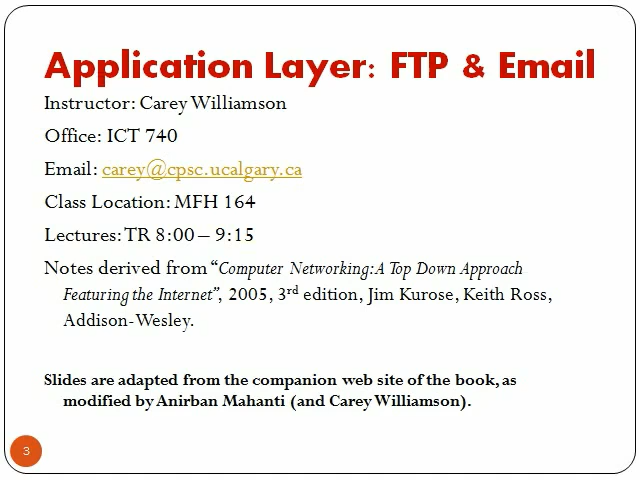 Application Layer: FTP & Email
Instructor: Carey Williamson
Office: ICT 740
Email: carey@cpsc.ucalgary.ca
Class Location: MFH 164
Lectures: TR 8:00 – 9:15
Notes derived from “Computer Networking: A Top Down Approach
Featuring the Internet”, 2005, 3rd edition, Jim Kurose, Keith Ross,
Addison-Wesley.
Slides are adapted from the companion web site of the book, as
modified by Anirban Mahanti (and Carey Williamson).
3